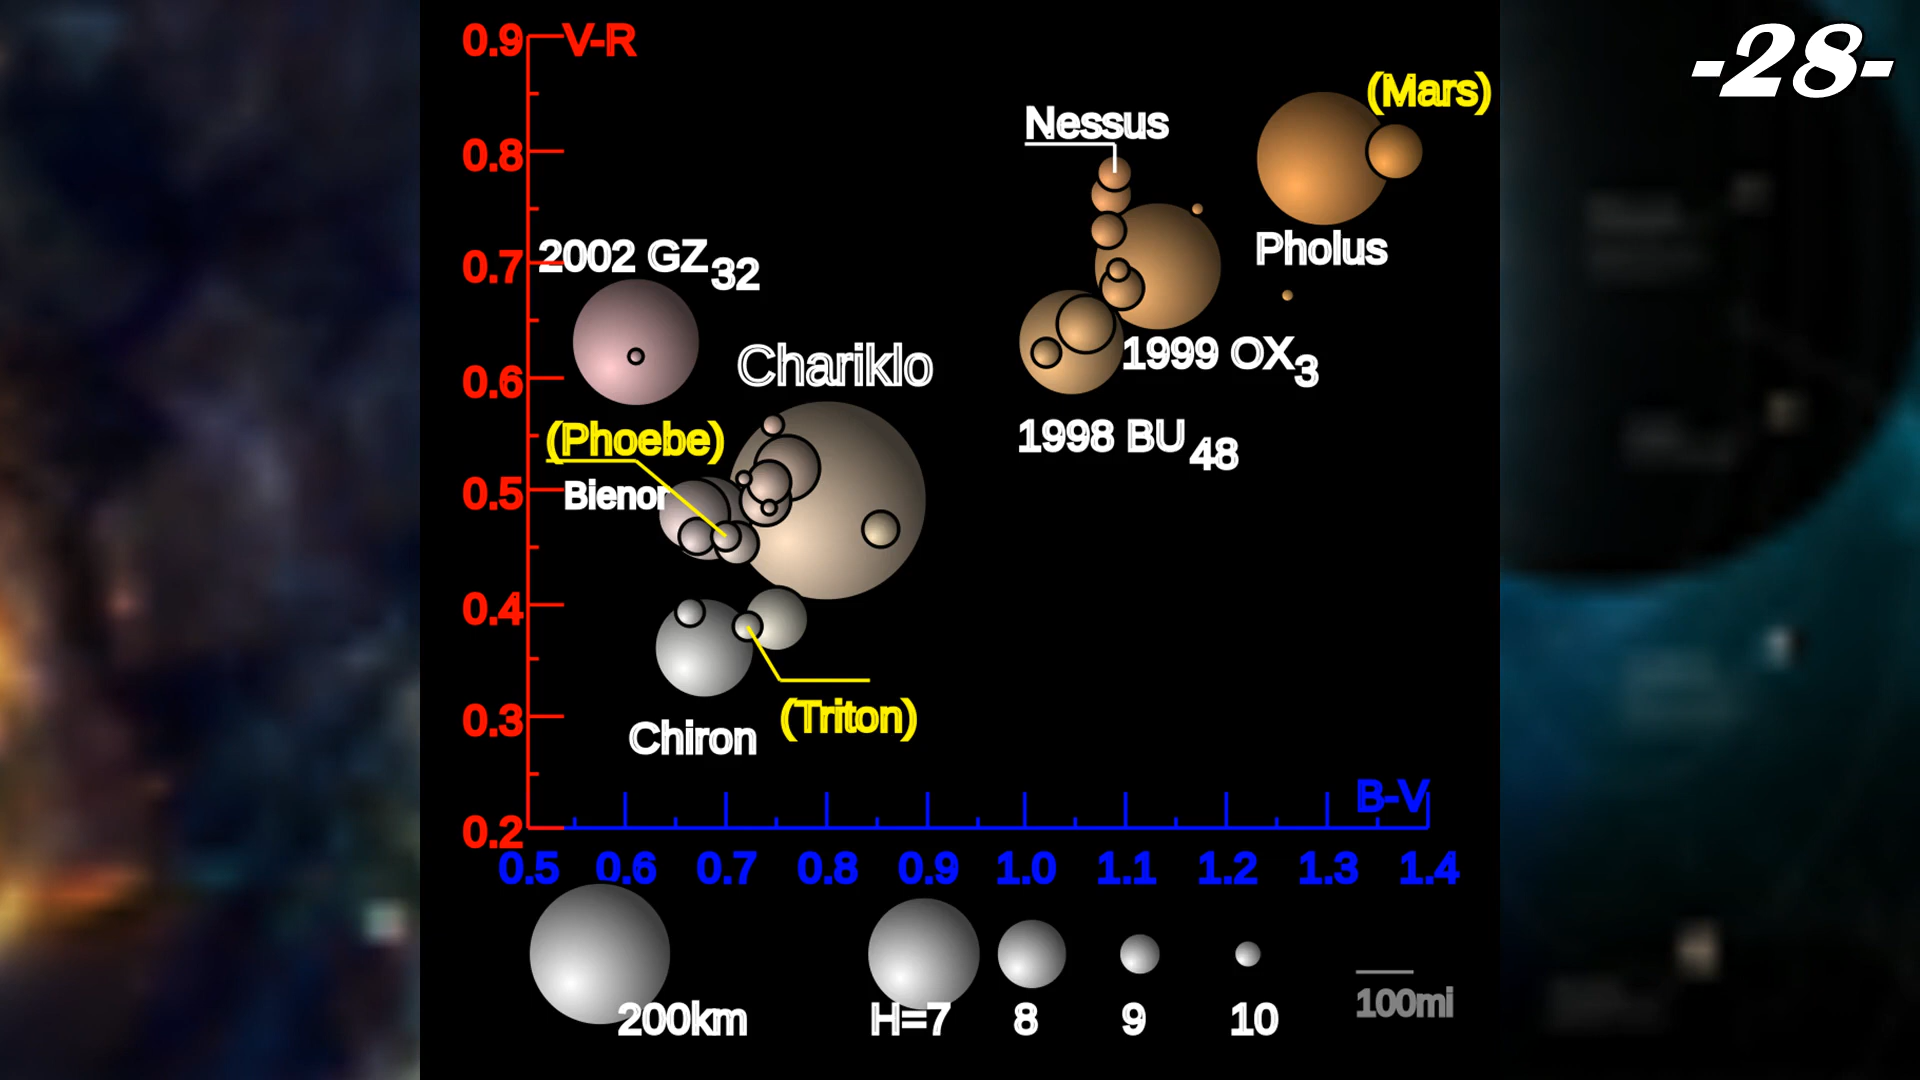 -28-
0.9
V-R
(Mars)
Nessus
0.8
Pholus
2002 GZ32
0.7
Chariklo
1999 OX3
0.6
(Phoebe)
1998 BU48
Bienor
0.5
0.4
0.3
(Triton)
Chiron
B-V
0.2
0.5 0.6 0.7 0.8 0.9 1.0 1.1 1.2 1.3 1.4
200km H=7 8 9 10 100mi